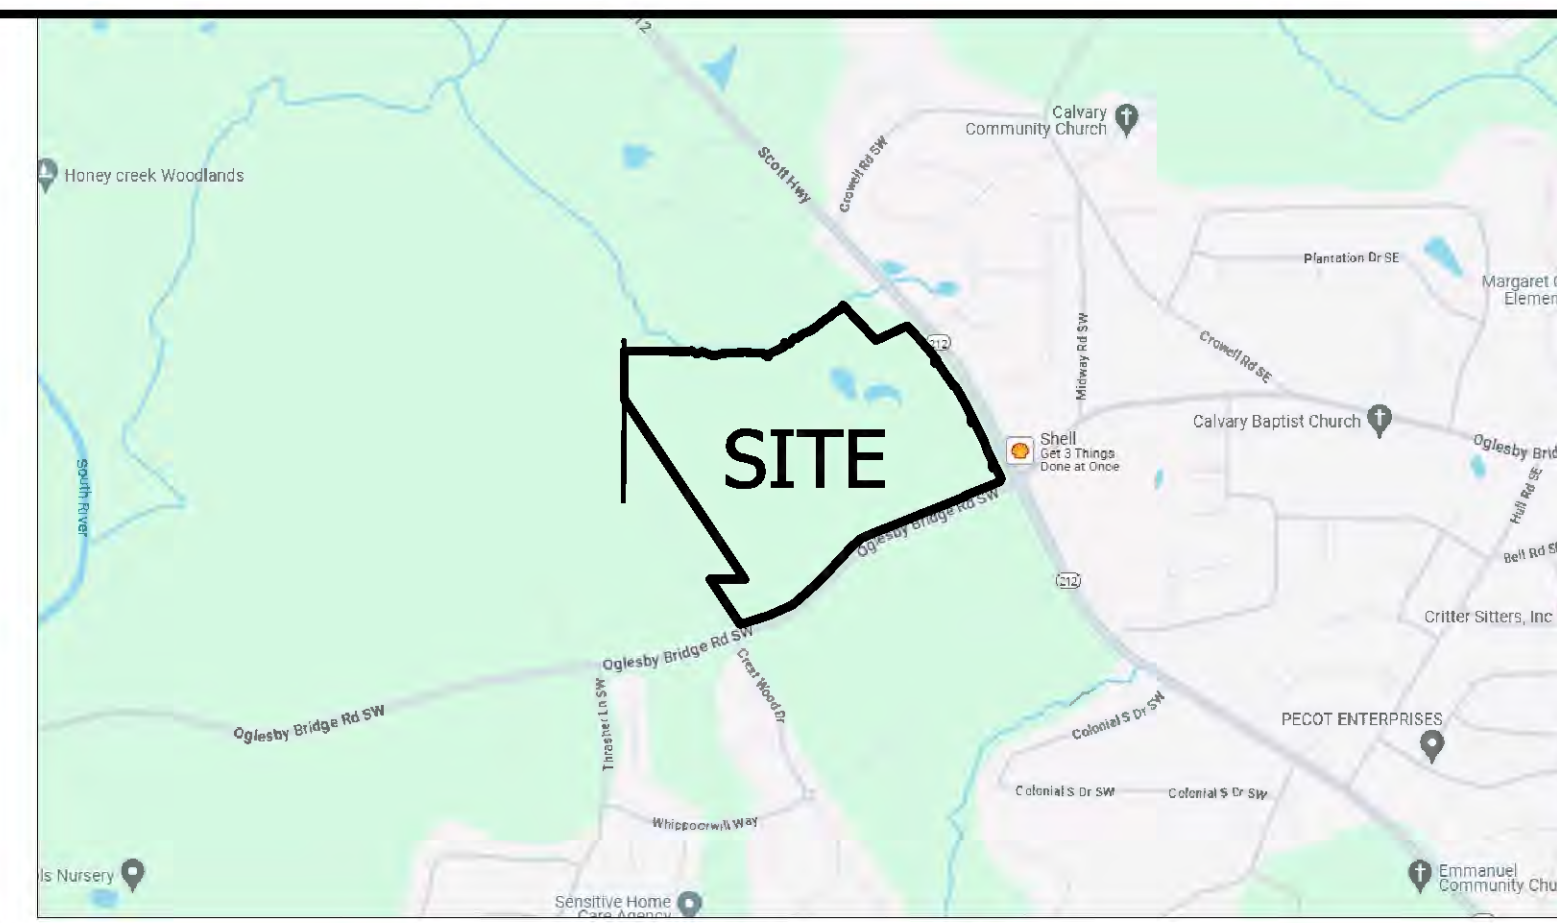 Calvary
Community Church
Crowell Rd SW
Scott Hwy
Honey creek Woodlands
Plantation Dr SE
Margaret
Midway Rd SW
212
Crowell Rd SE
Calvary Baptist Church
SITE
Shell
Get 3 Things
Done at Once
Oglesby
South River
Hull Rd SE
Oglesby Bridge Rd SW
Bell Rd
212
Critter Sitters, Inc
Oglesby Bridge Rd SW
Crest Wood Dr
Thrasher Ln SW
Oglesby Bridge Rd SW
Colonial S Dr SW
PECOT ENTERPRISES
Colonial S Dr SW
Colonial S Dr SW
Whippoorwill Way
Nursery
Emmanuel
Community
Sensitive Home
Care Agency